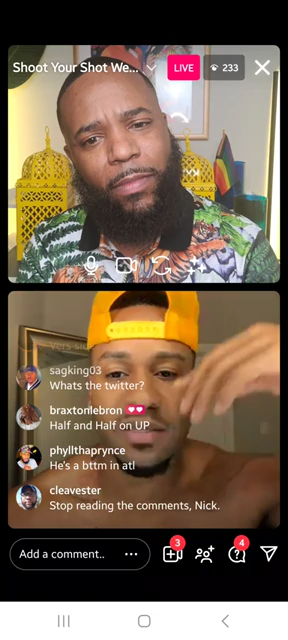 Shoot Your Shot We...
LIVE
233
sagking03
Whats the twitter?
braxtonlebron
Half and Half on UP
phyllthaprynce
He's a bttm in atl
cleavester
Stop reading the comments, Nick.
Add a comment..
3
4